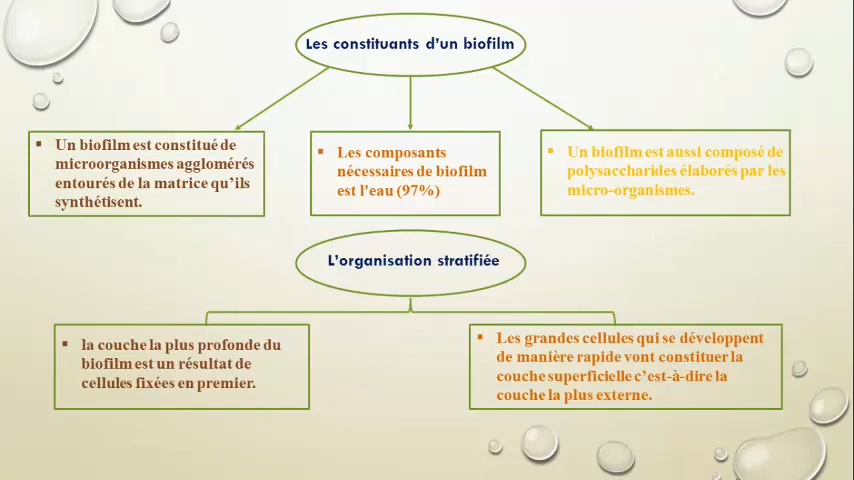 Les constituants d'un biofilm
▪ Un biofilm est constitué de
microorganismes agglomérés
entourés de la matrice qu'ils
synthétisent.
▪ Les composants
nécessaires de biofilm
est l'eau (97%)
▪ Un biofilm est aussi composé de
polysaccharides élaborés par les
micro-organismes.
L'organisation stratifiée
▪ la couche la plus profonde du
biofilm est un résultat de
cellules fixées en premier.
▪ Les grandes cellules qui se développent
de manière rapide vont constituer la
couche superficielle c'est-à-dire la
couche la plus externe.